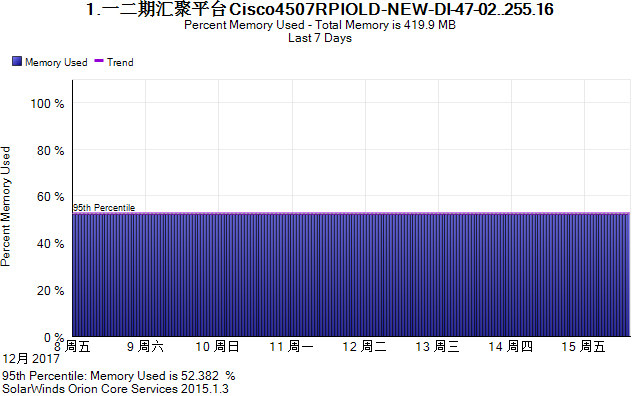 1.一二期汇聚平台Cisco4507RPIOLD-NEW-DI-47-02..255.16
Percent Memory Used - Total Memory is 419.9 MB
Last 7 Days
Memory Used Trend
Percent Memory Used
100 %
80 %
60 %
95th Percentile
40 %
20 %
0 %
8 周五 9 周六 10 周日 11 周一 12 周二 13 周三 14 周四 15 周五
12月 2017
95th Percentile: Memory Used is 52.382 %
SolarWinds Orion Core Services 2015.1.3